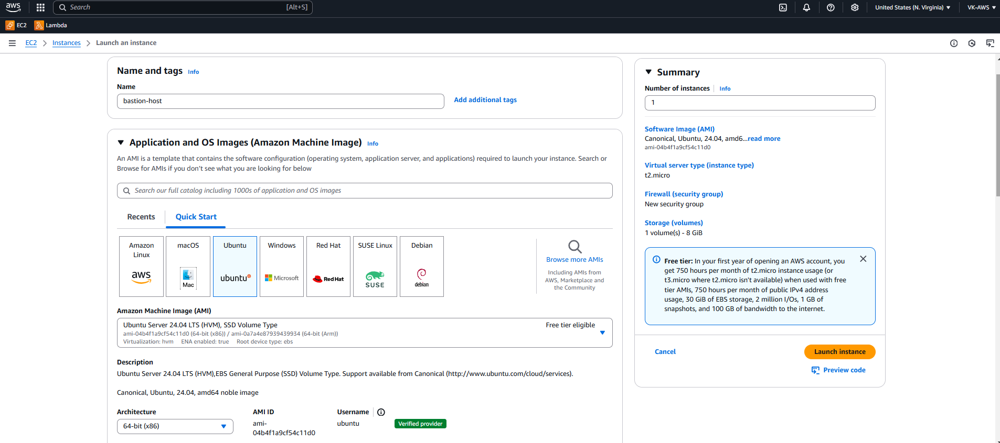 aws
Search
[Alt+S]
United States (N. Virginia)
VK-AWS
EC2
Lambda
EC2
Instances
Launch an instance
Name and tags Info
Name
bastion-host
Add additional tags
Application and OS Images (Amazon Machine Image) Info
An AMI is a template that contains the software configuration (operating system, application server, and applications) required to launch your instance. Search or
Browse for AMIs if you don’t see what you are looking for below
Search our full catalog including 1000s of application and OS images
Recents
Quick Start
Amazon
Linux
aws
macOS
Mac
Ubuntu
ubuntu
Windows
Microsoft
Red Hat
Red Hat
SUSE Linux
SUSE
Debian
debian
Browse more AMIs
Including AMIs from
AWS, Marketplace and
the Community
Amazon Machine Image (AMI)
Ubuntu Server 24.04 LTS (HVM), SSD Volume Type
Free tier eligible
ami-04b4f1a9cf54c11d0 (64-bit (x86)) / ami-0a7a4e87939439934 (64-bit (Arm))
Virtualization: hvm ENA enabled: true Root device type: ebs
Description
Ubuntu Server 24.04 LTS (HVM),EBS General Purpose (SSD) Volume Type. Support available from Canonical (http://www.ubuntu.com/cloud/services).
Canonical, Ubuntu, 24.04, amd64 noble image
Architecture
64-bit (x86)
AMI ID
ami-
04b4f1a9cf54c11d0
Username
ubuntu
Verified provider
Summary
Number of instances Info
1
Software Image (AMI)
Canonical, Ubuntu, 24.04, amd6...read more
ami-04b4f1a9cf54c11d0
Virtual server type (instance type)
t2.micro
Firewall (security group)
New security group
Storage (volumes)
1 volume(s) - 8 GiB
Free tier: In your first year of opening an AWS account, you
get 750 hours per month of t2.micro instance usage (or
t3.micro where t2.micro isn't available) when used with free
tier AMIs, 750 hours per month of public IPv4 address
usage, 30 GiB of EBS storage, 2 million I/Os, 1 GB of
snapshots, and 100 GB of bandwidth to the internet.
Cancel
Launch instance
Preview code